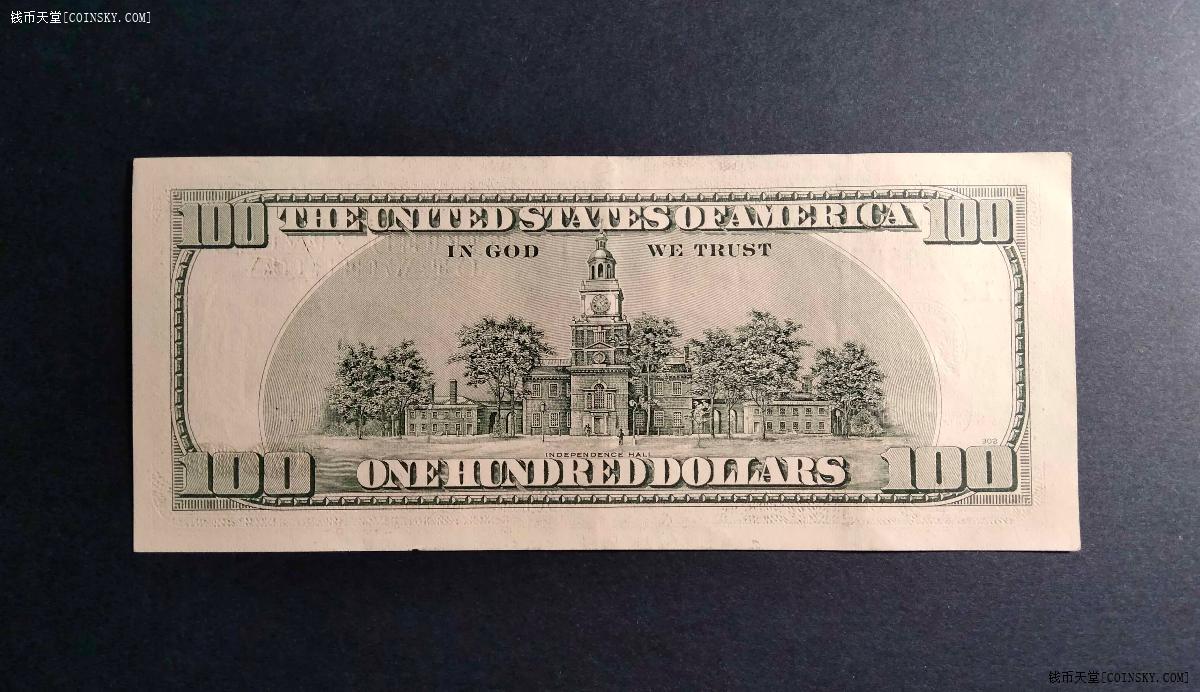 钱币天堂[COINSKY.COM]
100 THE UNITED STATES OF AMERICA 100
IN GOD WE TRUST
INDEPENDENCE HALL
100 ONE HUNDRED DOLLARS 100
钱币天堂[COINSKY.COM]